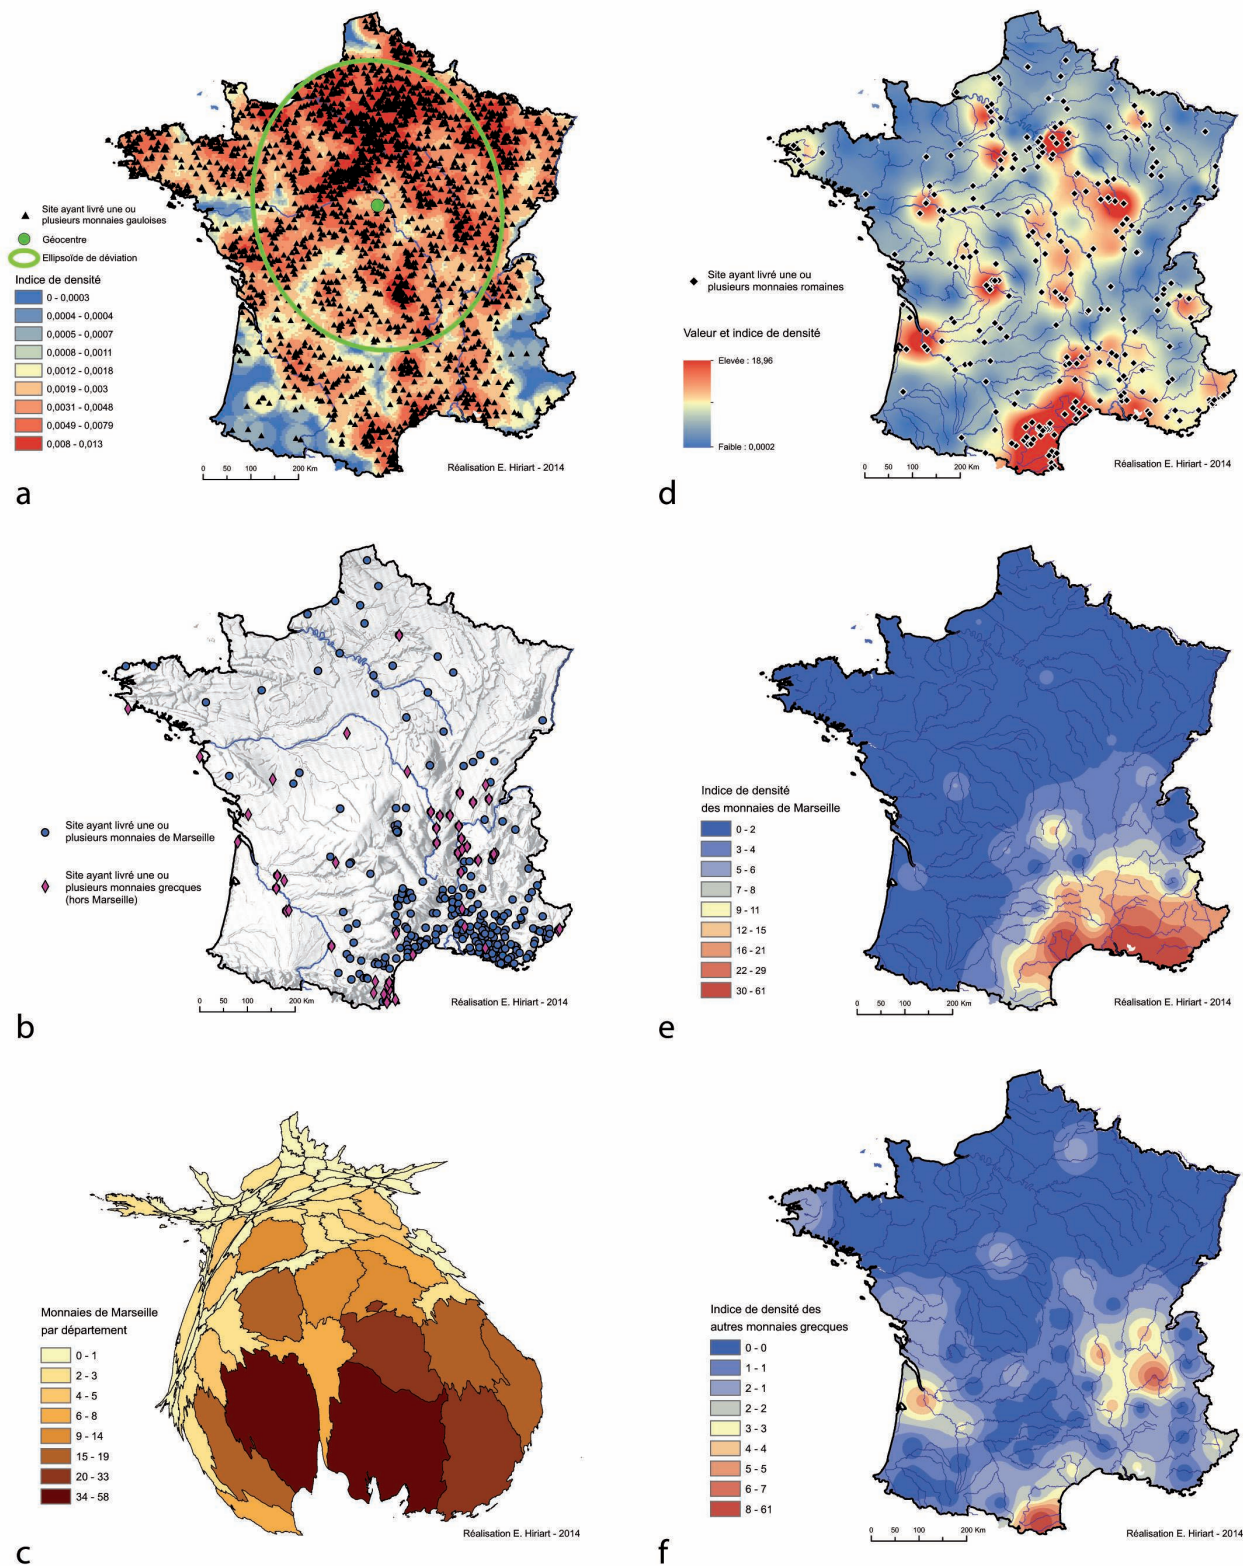 Site ayant livré une ou
plusieurs monnaies gauloises
Géocentre
Ellipsoïde de déviation
Indice de densité
0 - 0,0003
0,0004 - 0,0004
0,0005 - 0,0007
0,0008 - 0,0011
0,0012 - 0,0018
0,0019 - 0,003
0,0031 - 0,0048
0,0049 - 0,0079
0,008 - 0,013
0 50 100 200 Km
Réalisation E. Hiriart - 2014
a
Site ayant livré une ou
plusieurs monnaies romaines
Valeur et indice de densité
Elevée : 18,96
Faible : 0,0002
0 50 100 200 Km
Réalisation E. Hiriart - 2014
d
Site ayant livré une ou
plusieurs monnaies de Marseille
Site ayant livré une ou
plusieurs monnaies grecques
(hors Marseille)
0 50 100 200 Km
Réalisation E. Hiriart - 2014
b
Indice de densité
des monnaies de Marseille
0 - 2
3 - 4
5 - 6
7 - 8
9 - 11
12 - 15
16 - 21
22 - 29
30 - 61
0 50 100 200 Km
Réalisation E. Hiriart - 2014
e
Monnaies de Marseille
par département
0 - 1
2 - 3
4 - 5
6 - 8
9 - 14
15 - 19
20 - 33
34 - 58
Réalisation E. Hiriart - 2014
c
Indice de densité des
autres monnaies grecques
0 - 0
1 - 1
2 - 1
2 - 2
3 - 3
4 - 4
5 - 5
6 - 7
8 - 61
0 50 100 200 Km
Réalisation E. Hiriart - 2014
f